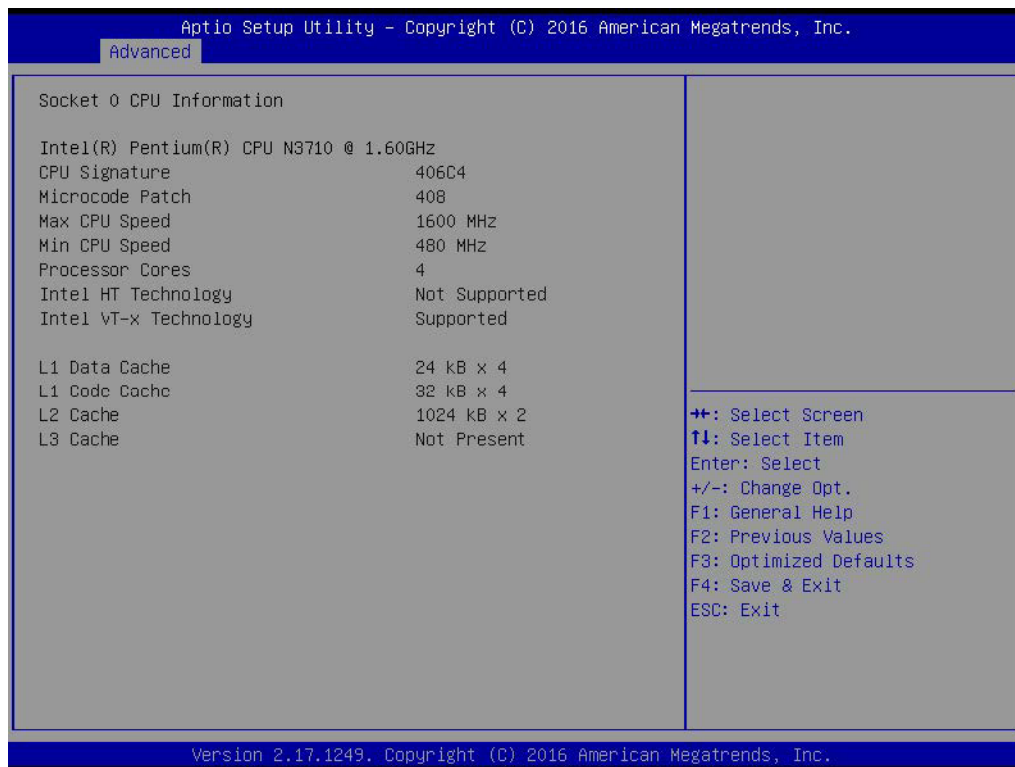 Aptio Setup Utility – Copyright (C) 2016 American Megatrends, Inc.
Advanced
Socket 0 CPU Information
Intel(R) Pentium(R) CPU N3710 @ 1.60GHz
CPU Signature 406C4
Microcode Patch 408
Max CPU Speed 1600 MHz
Min CPU Speed 480 MHz
Processor Cores 4
Intel HT Technology Not Supported
Intel VT-x Technology Supported
L1 Data Cache 24 kB x 4
L1 Code Cache 32 kB x 4
L2 Cache 1024 kB x 2
L3 Cache Not Present
→←: Select Screen
↑↓: Select Item
Enter: Select
+/-: Change Opt.
F1: General Help
F2: Previous Values
F3: Optimized Defaults
F4: Save & Exit
ESC: Exit
Version 2.17.1249. Copyright (C) 2016 American Megatrends, Inc.